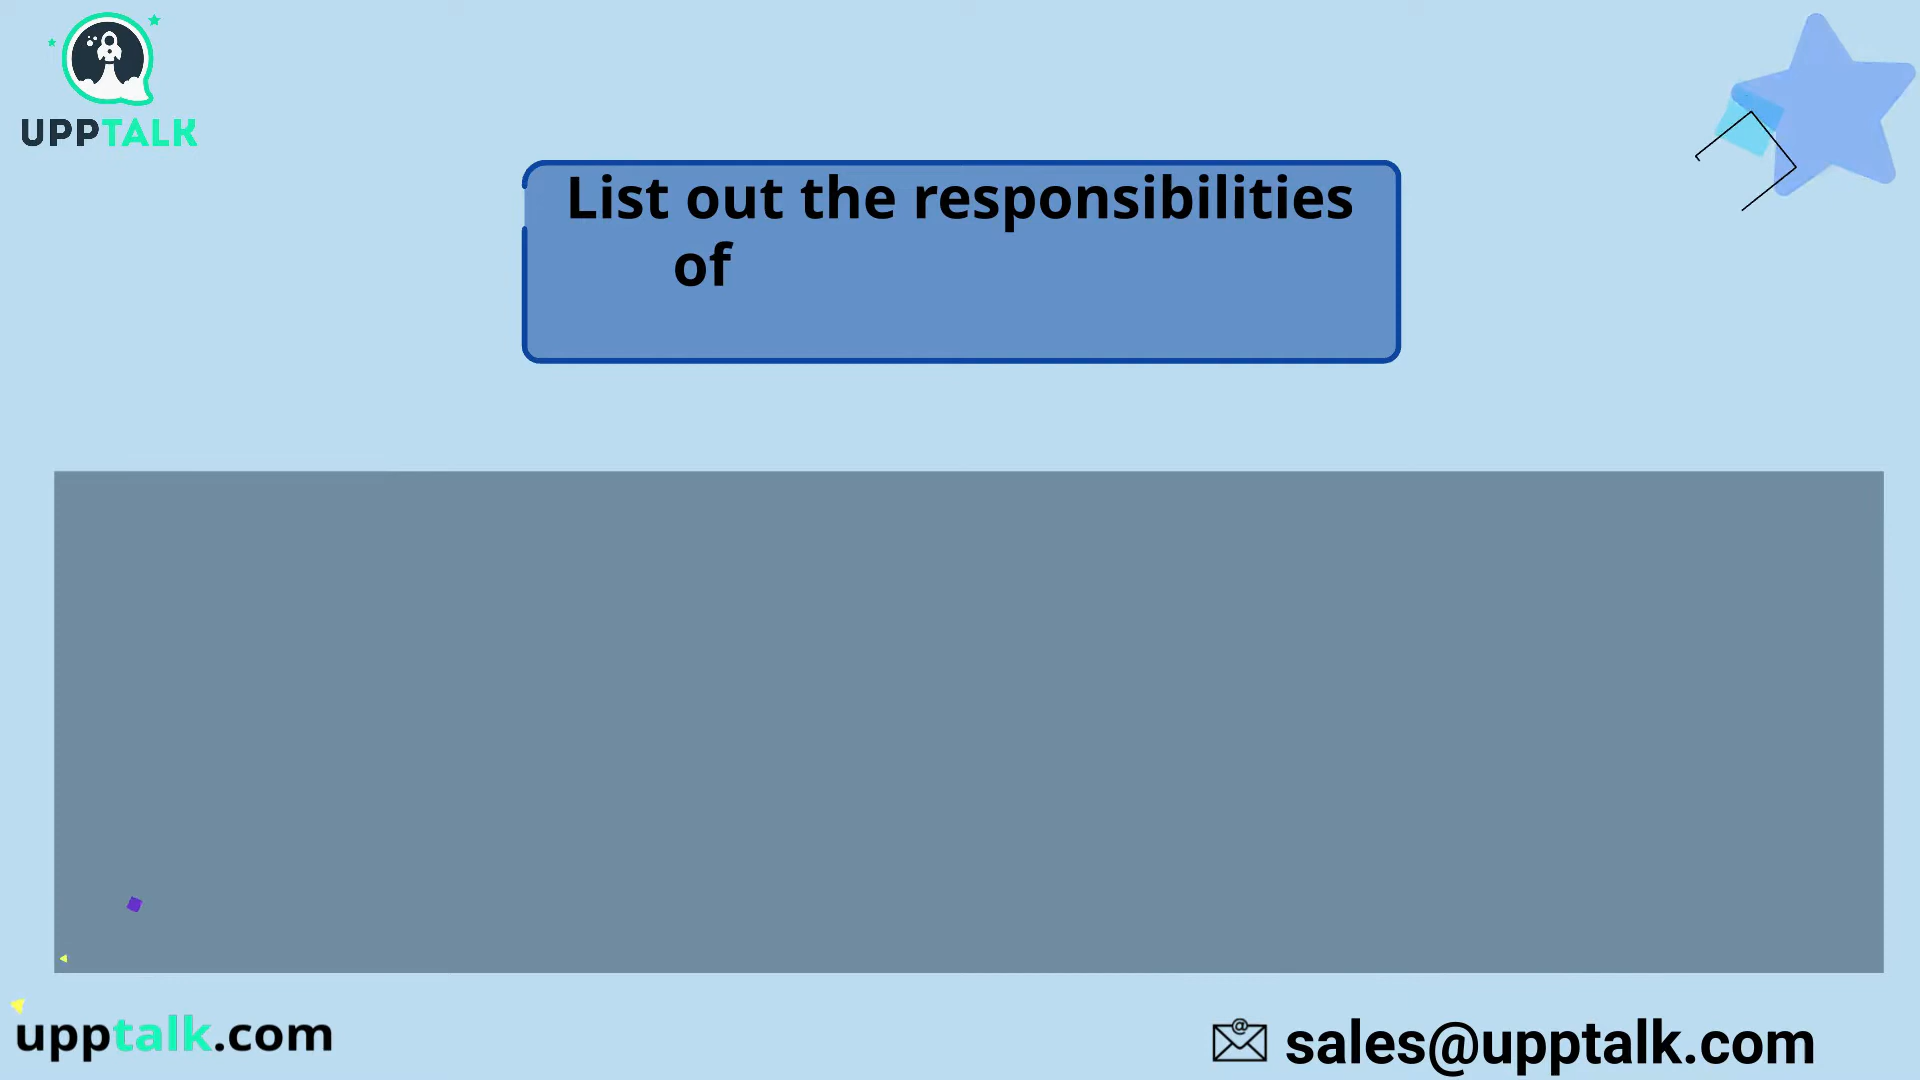 UPPTALK
List out the responsibilities
of
upptalk.com
sales@upptalk.com